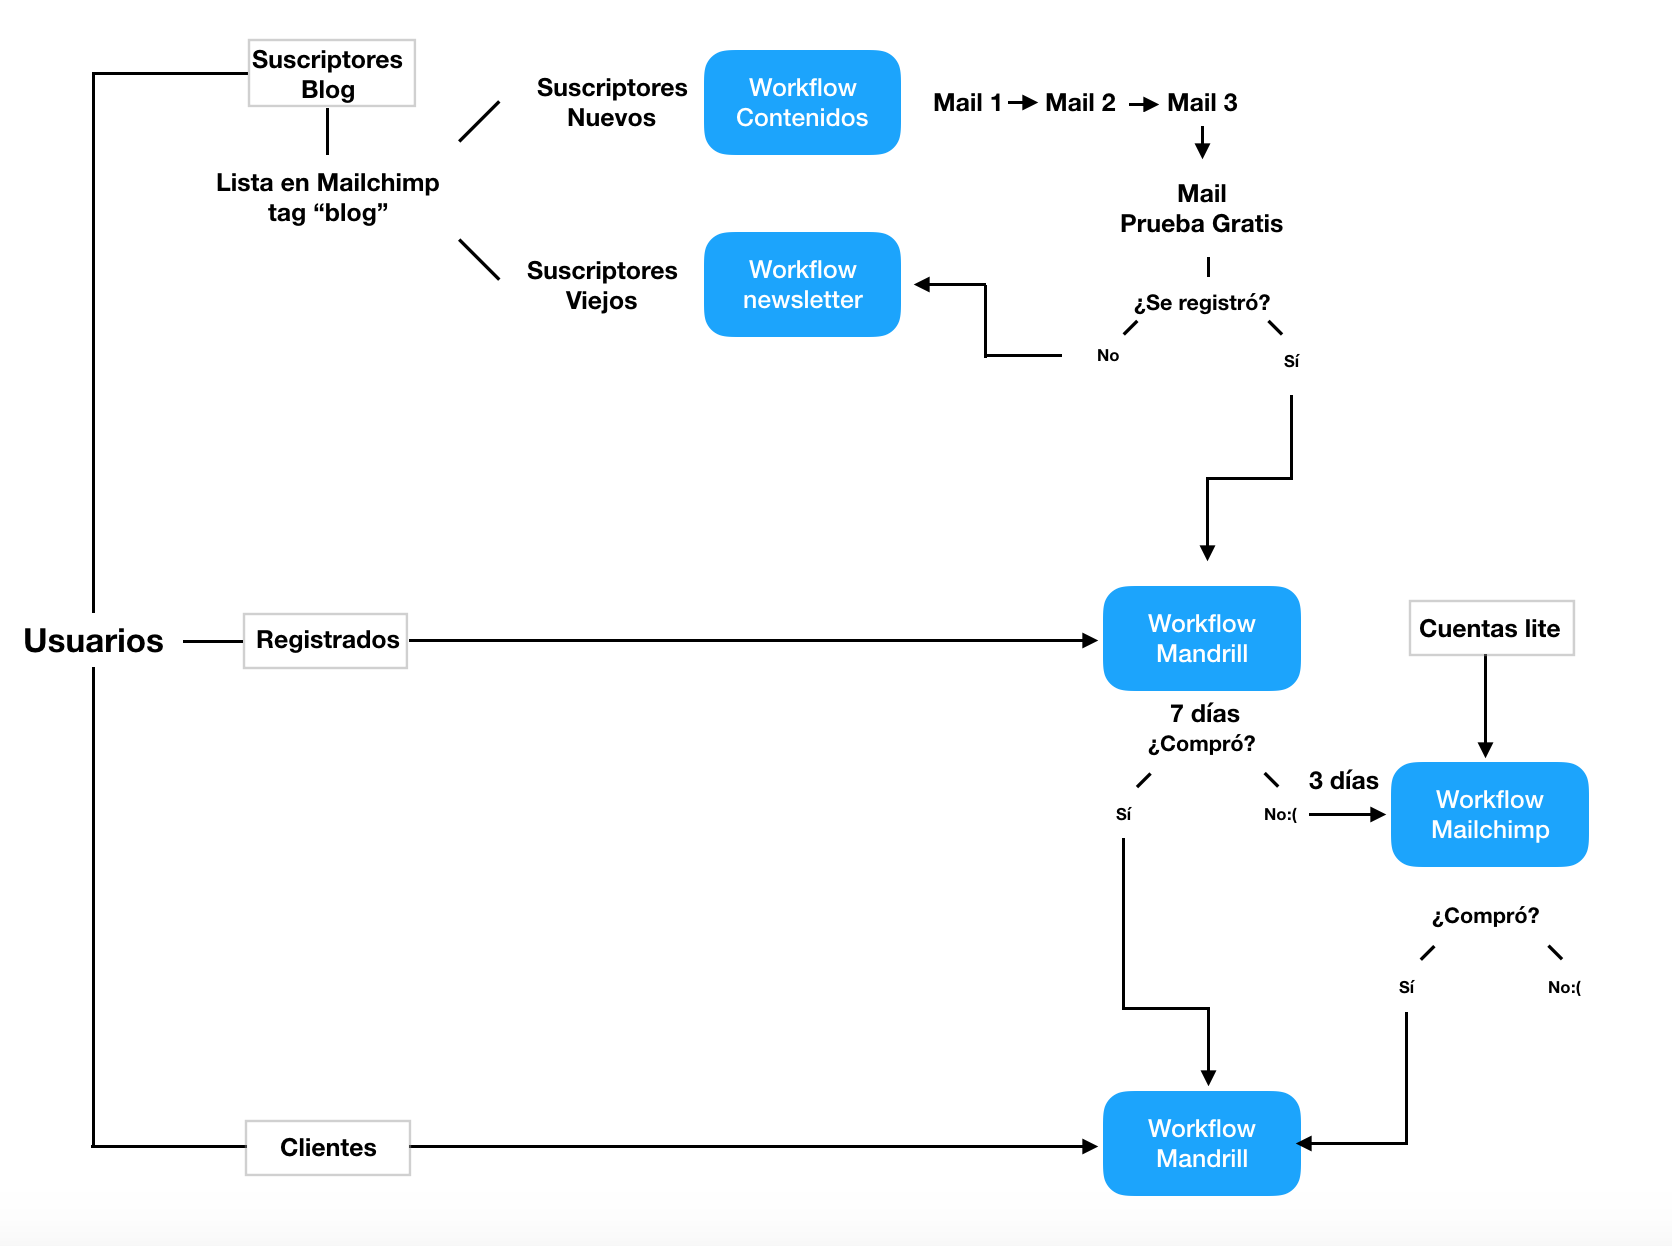 Suscriptores
Blog
Lista en Mailchimp
tag “blog”
Suscriptores
Nuevos
Workflow
Contenidos
Mail 1
Mail 2
Mail 3
Mail
Prueba Gratis
Suscriptores
Viejos
Workflow
newsletter
¿Se registró?
No
Sí
Usuarios
Registrados
Workflow
Mandrill
Cuentas lite
7 días
¿Compró?
Sí
No:(
3 días
Workflow
Mailchimp
¿Compró?
Sí
No:(
Clientes
Workflow
Mandrill